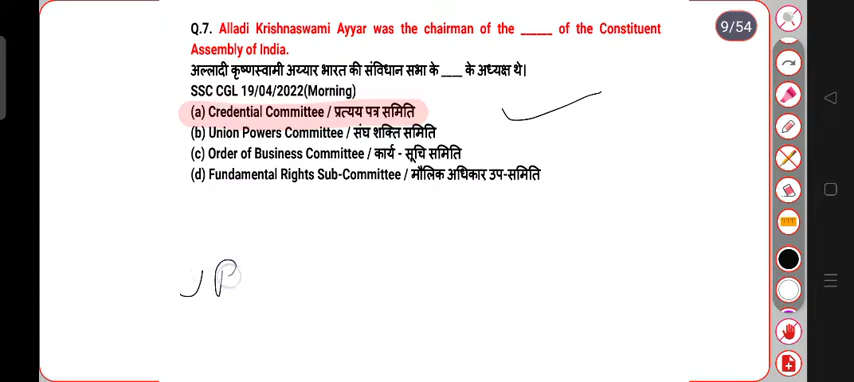 9/54
Q.7. Alladi Krishnaswami Ayyar was the chairman of the _____ of the Constituent
Assembly of India.
अल्लादी कृष्णस्वामी अय्यार भारत की संविधान सभा के ___ के अध्यक्ष थे।
SSC CGL 19/04/2022(Morning)
(a) Credential Committee / प्रत्यय पत्र समिति
(b) Union Powers Committee / संघ शक्ति समिति
(c) Order of Business Committee / कार्य - सूचि समिति
(d) Fundamental Rights Sub-Committee / मौलिक अधिकार उप-समिति